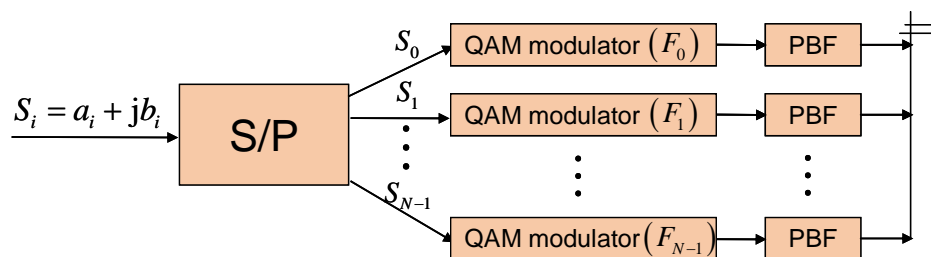 S_i = a_i + jb_i
S/P
S_0
S_1
S_{N-1}
QAM modulator (F_0)
PBF
QAM modulator (F_1)
PBF
QAM modulator (F_{N-1})
PBF